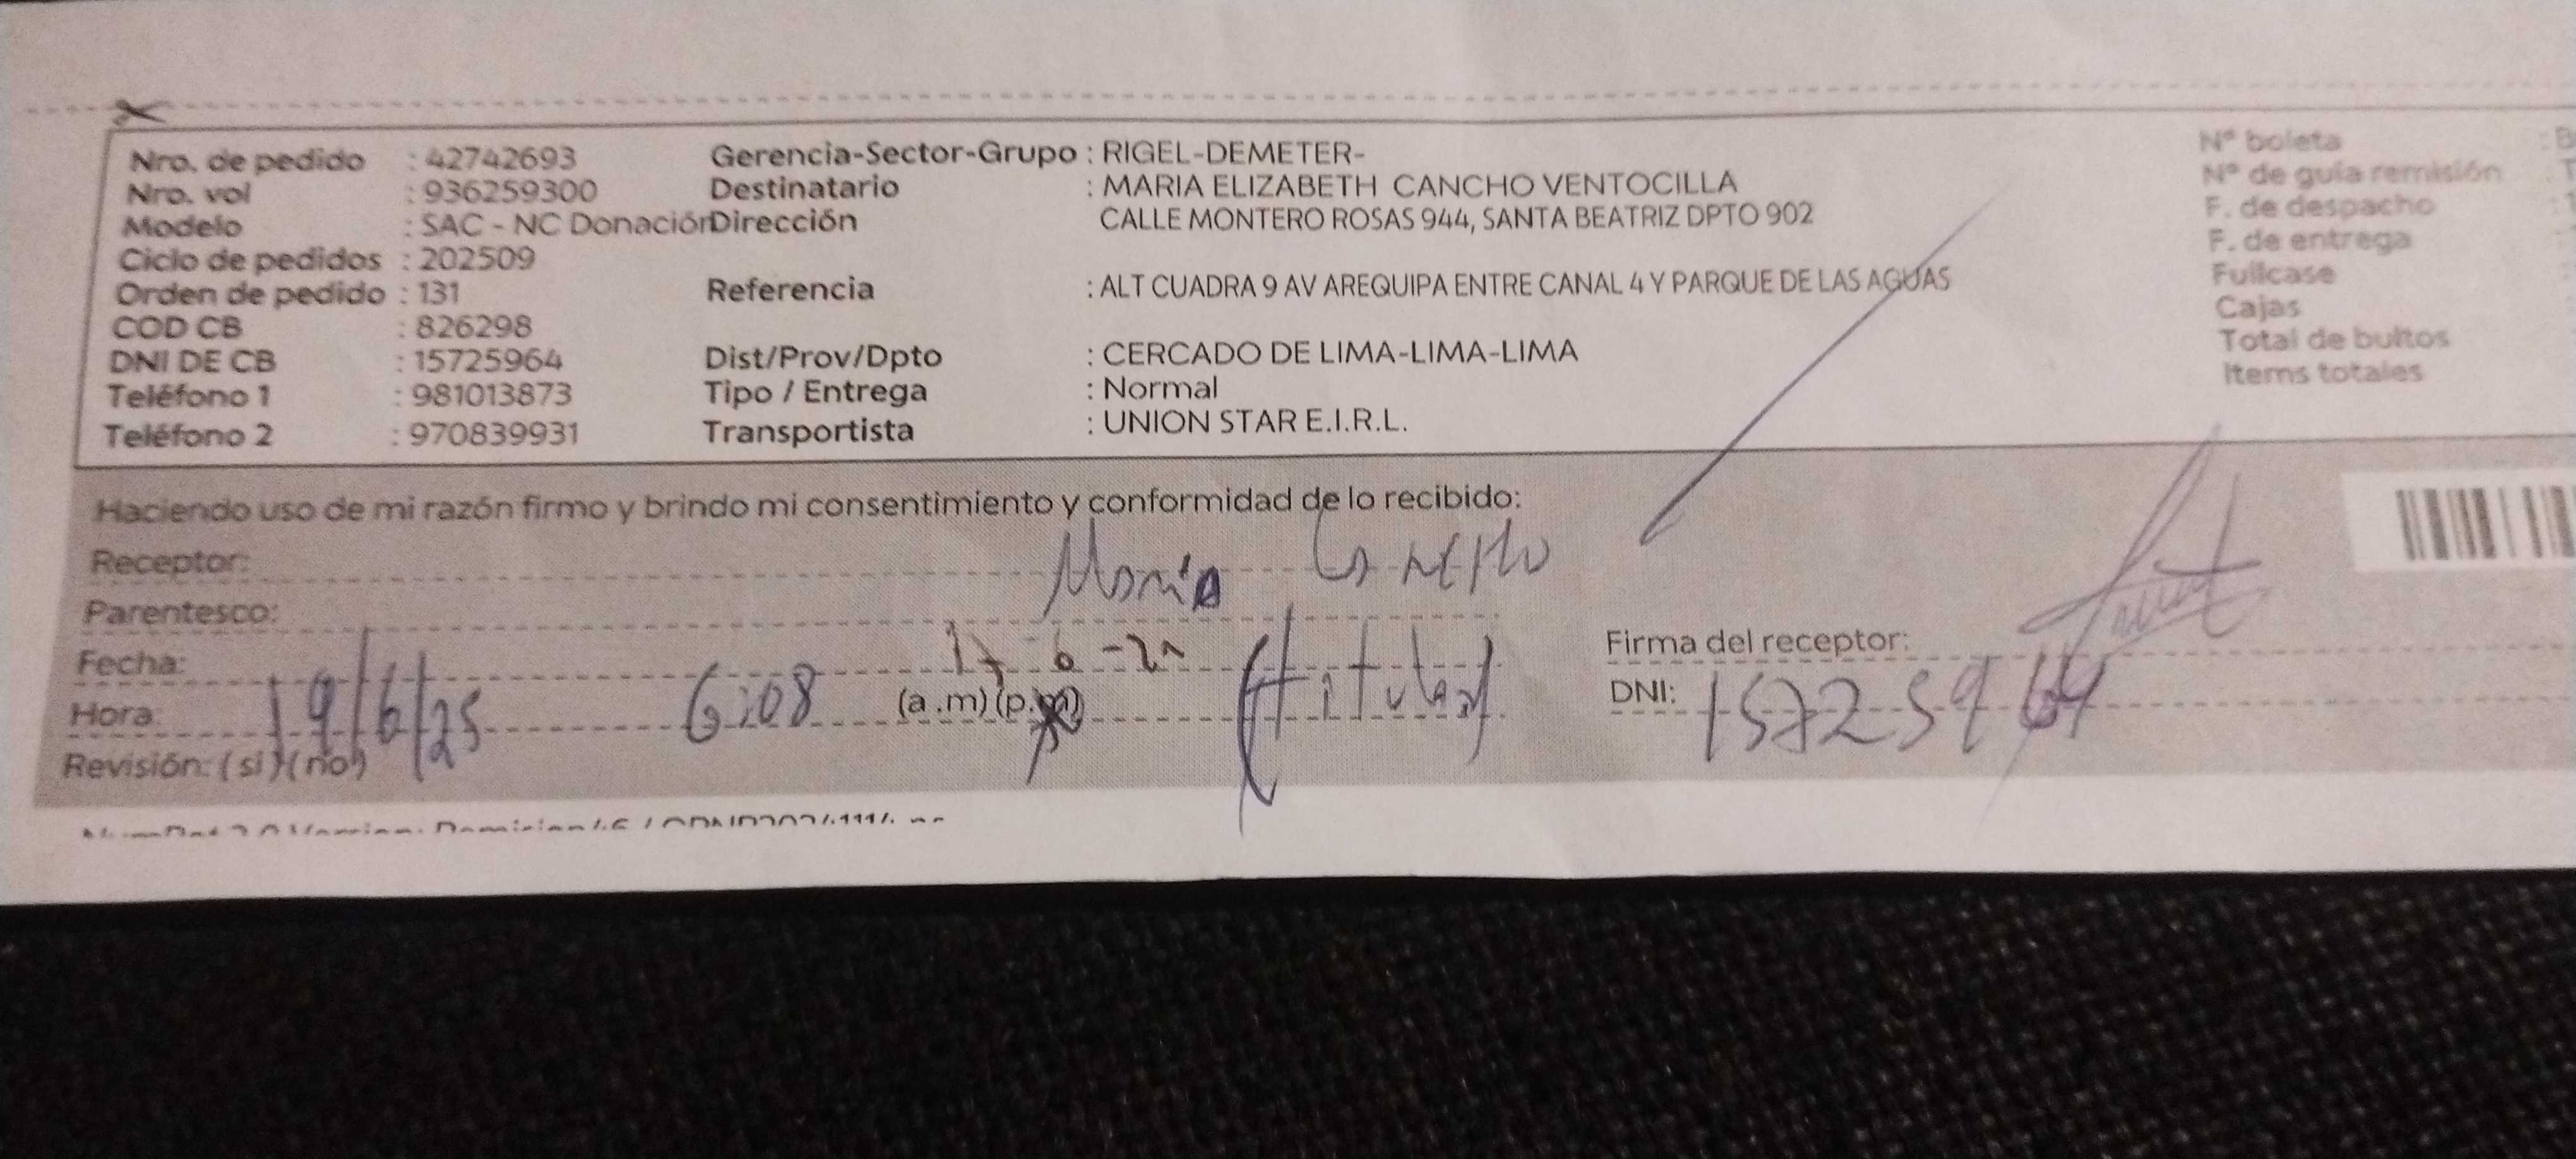 Nro. de pedido : 42742693 Gerencia-Sector-Grupo : RIGEL-DEMETER- N° boleta : B
Nro. vol : 936259300 Destinatario : MARIA ELIZABETH CANCHO VENTOCILLA N° de guía remisión
Modelo : SAC - NC Donación Dirección CALLE MONTERO ROSAS 944, SANTA BEATRIZ DPTO 902 F. de despacho
Ciclo de pedidos : 202509 F. de entrega
Orden de pedido : 131 Referencia : ALT CUADRA 9 AV AREQUIPA ENTRE CANAL 4 Y PARQUE DE LAS AGUAS Fullcase
COD CB : 826298 Cajas
DNI DE CB : 15725964 Dist/Prov/Dpto : CERCADO DE LIMA-LIMA-LIMA Total de bultos
Teléfono 1 : 981013873 Tipo / Entrega : Normal Items totales
Teléfono 2 : 970839931 Transportista : UNION STAR E.I.R.L.
Haciendo uso de mi razón firmo y brindo mi consentimiento y conformidad de lo recibido:
Receptor: Maria Cancho
Parentesco:
Fecha: (titular) Firma del receptor:
Hora: 19/6/25 6:08 (a.m)(p.m) DNI: 15725964
Revisión: (si)(no)